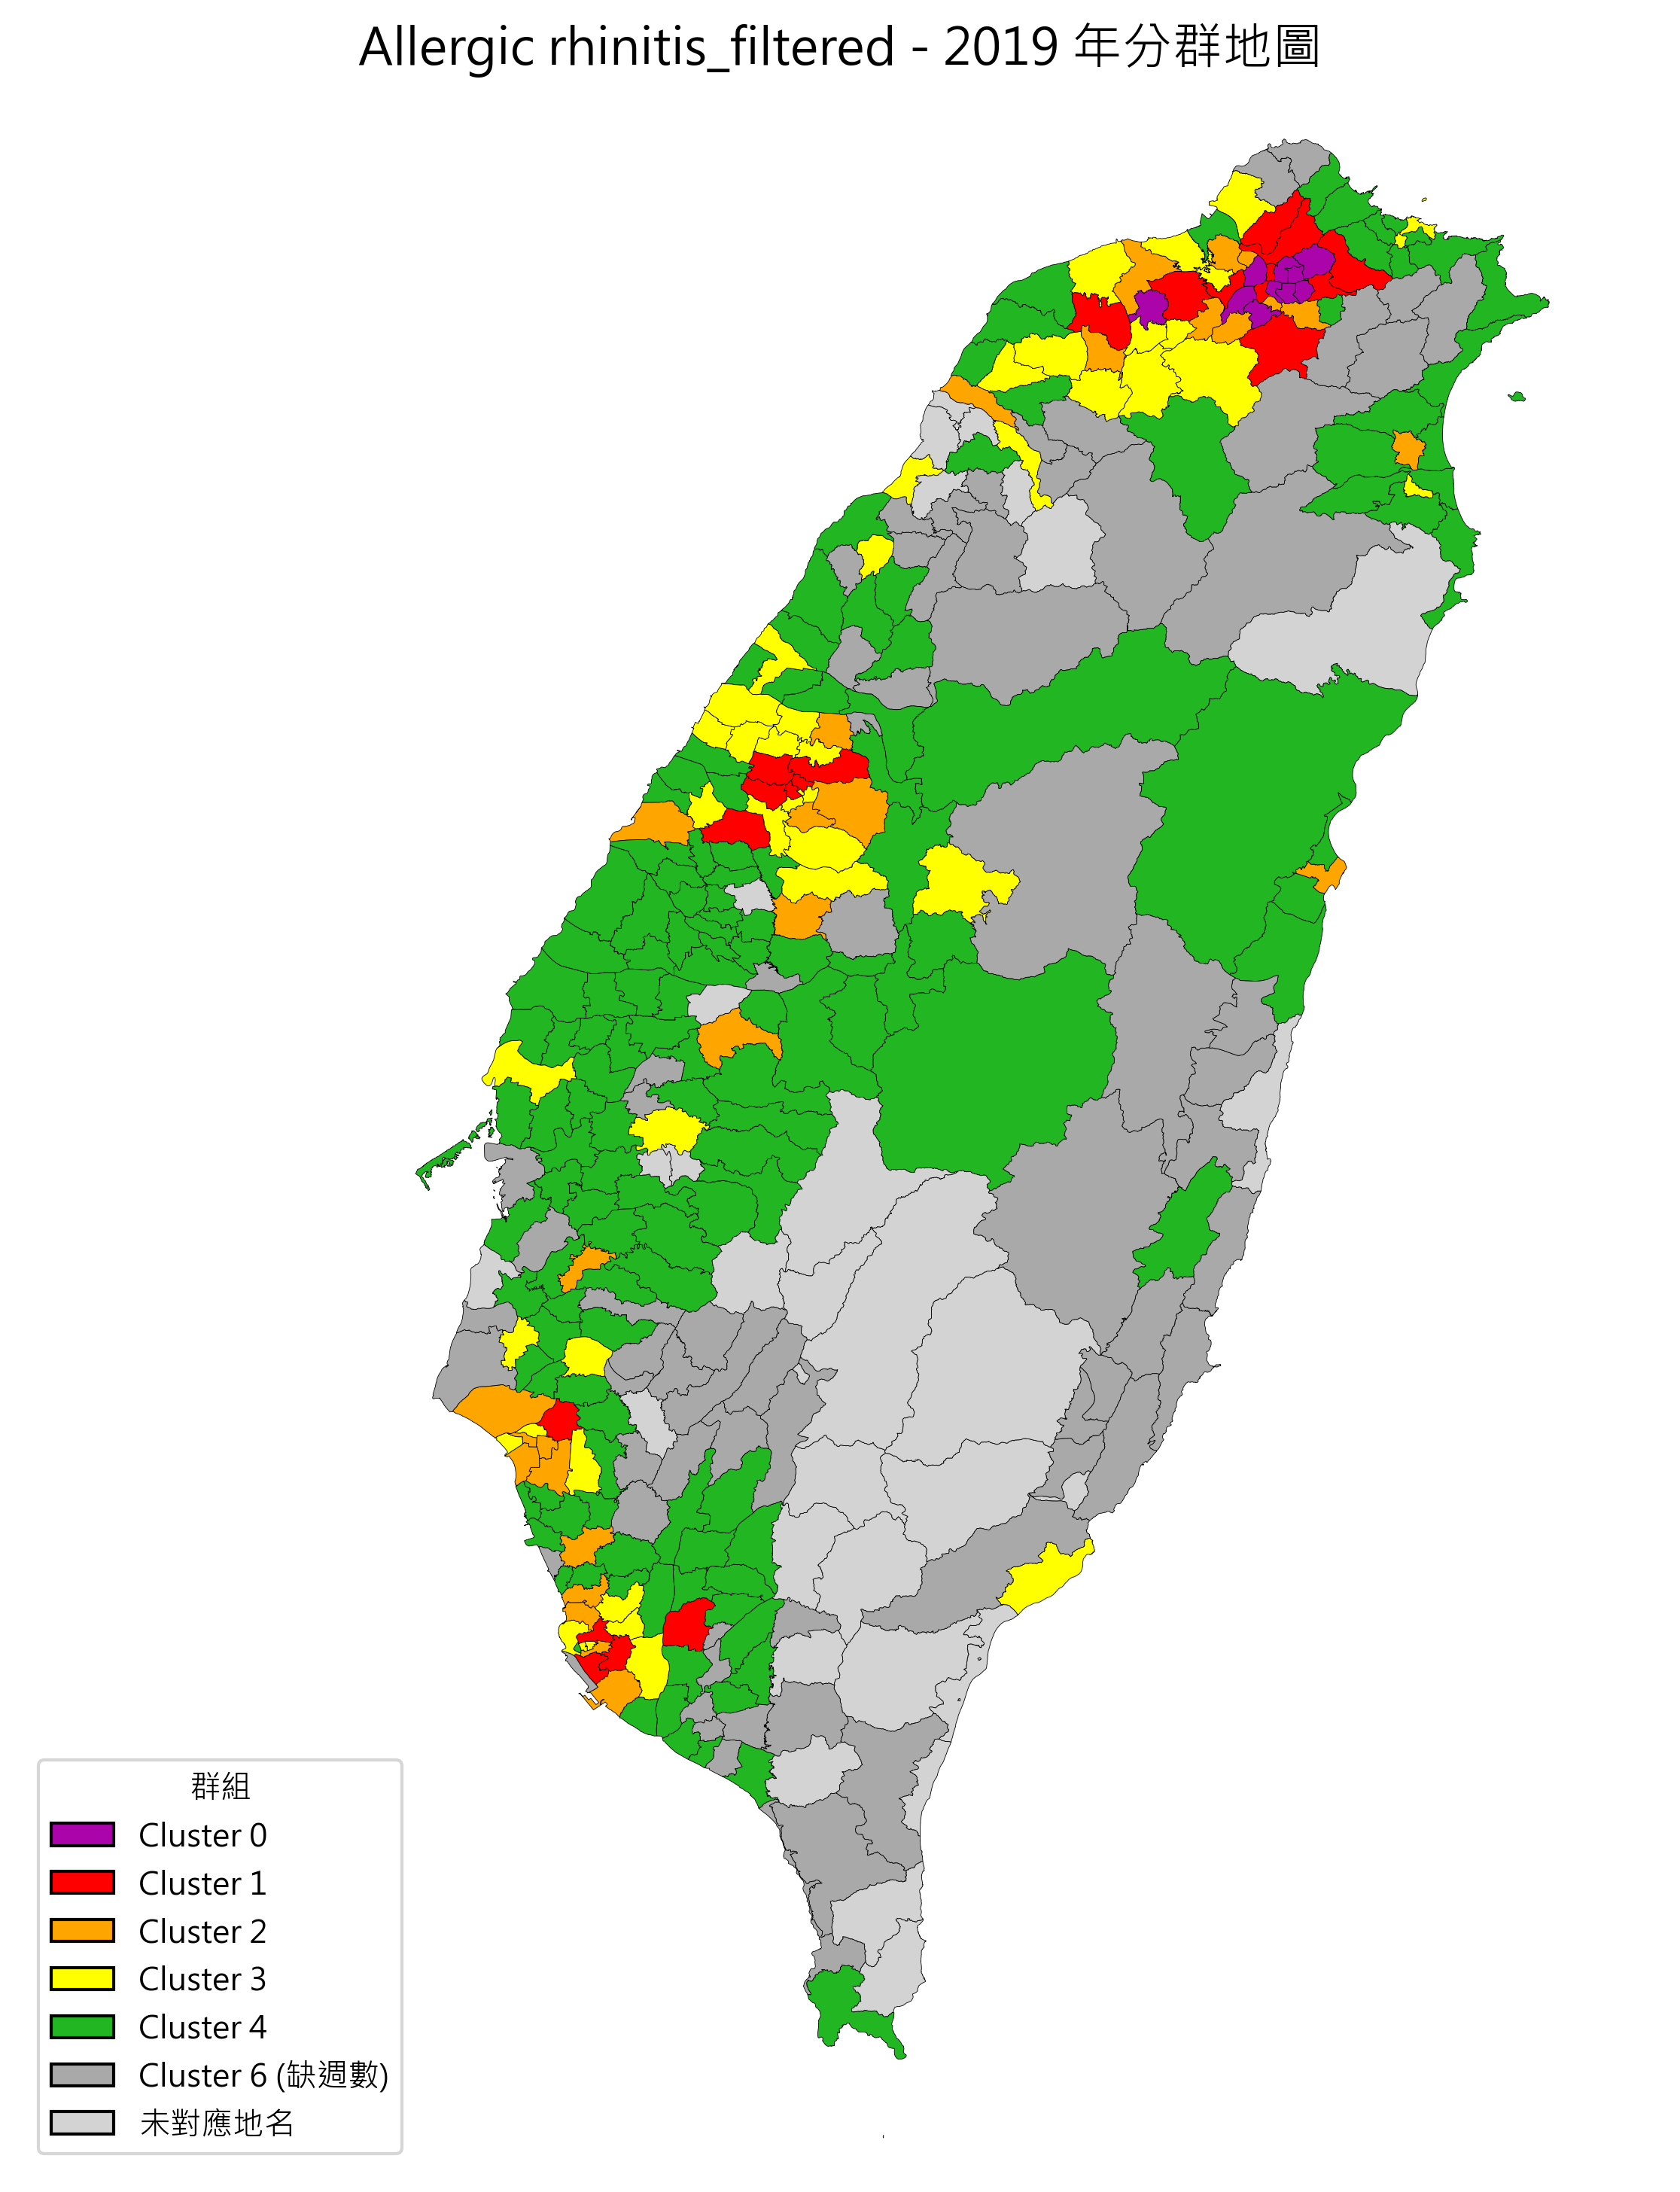 Allergic rhinitis_filtered - 2019 年分群地圖
群組
Cluster 0
Cluster 1
Cluster 2
Cluster 3
Cluster 4
Cluster 6 (缺週數)
未對應地名